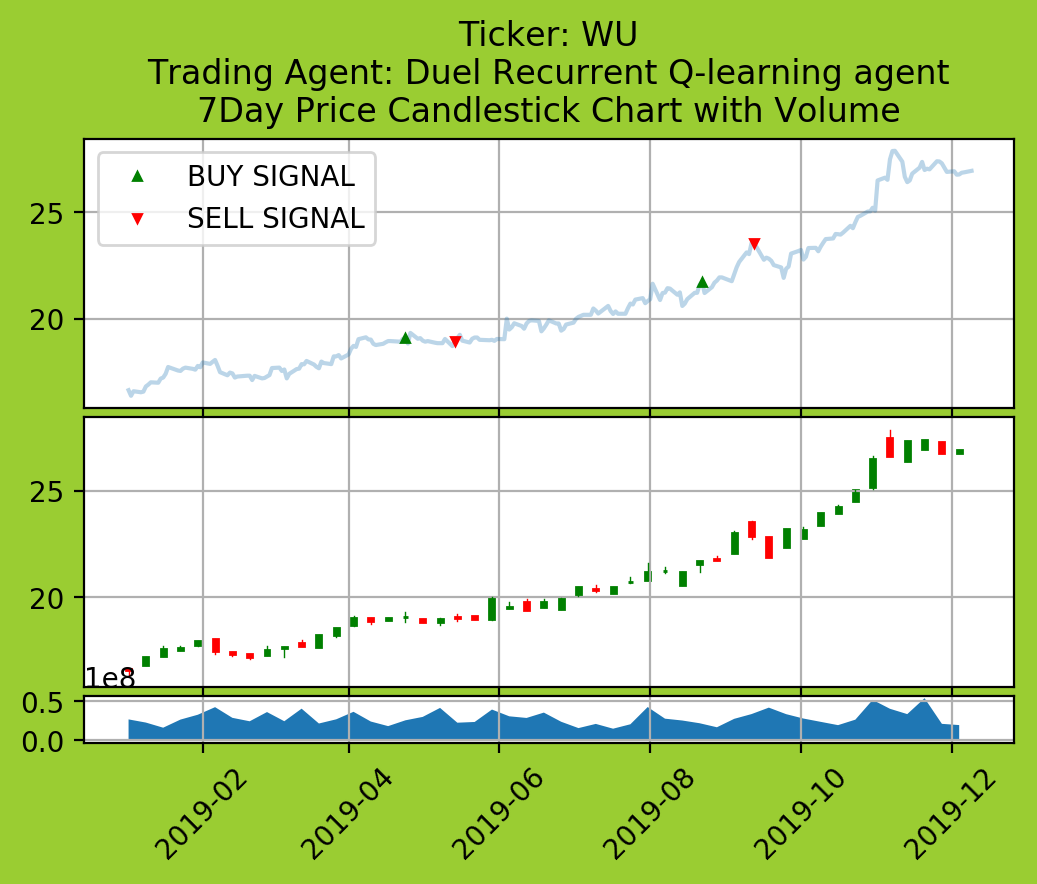 Ticker: WU
Trading Agent: Duel Recurrent Q-learning agent
7Day Price Candlestick Chart with Volume
BUY SIGNAL
SELL SIGNAL
25
20
25
20
1e8
0.5
0.0
2019-02
2019-04
2019-06
2019-08
2019-10
2019-12